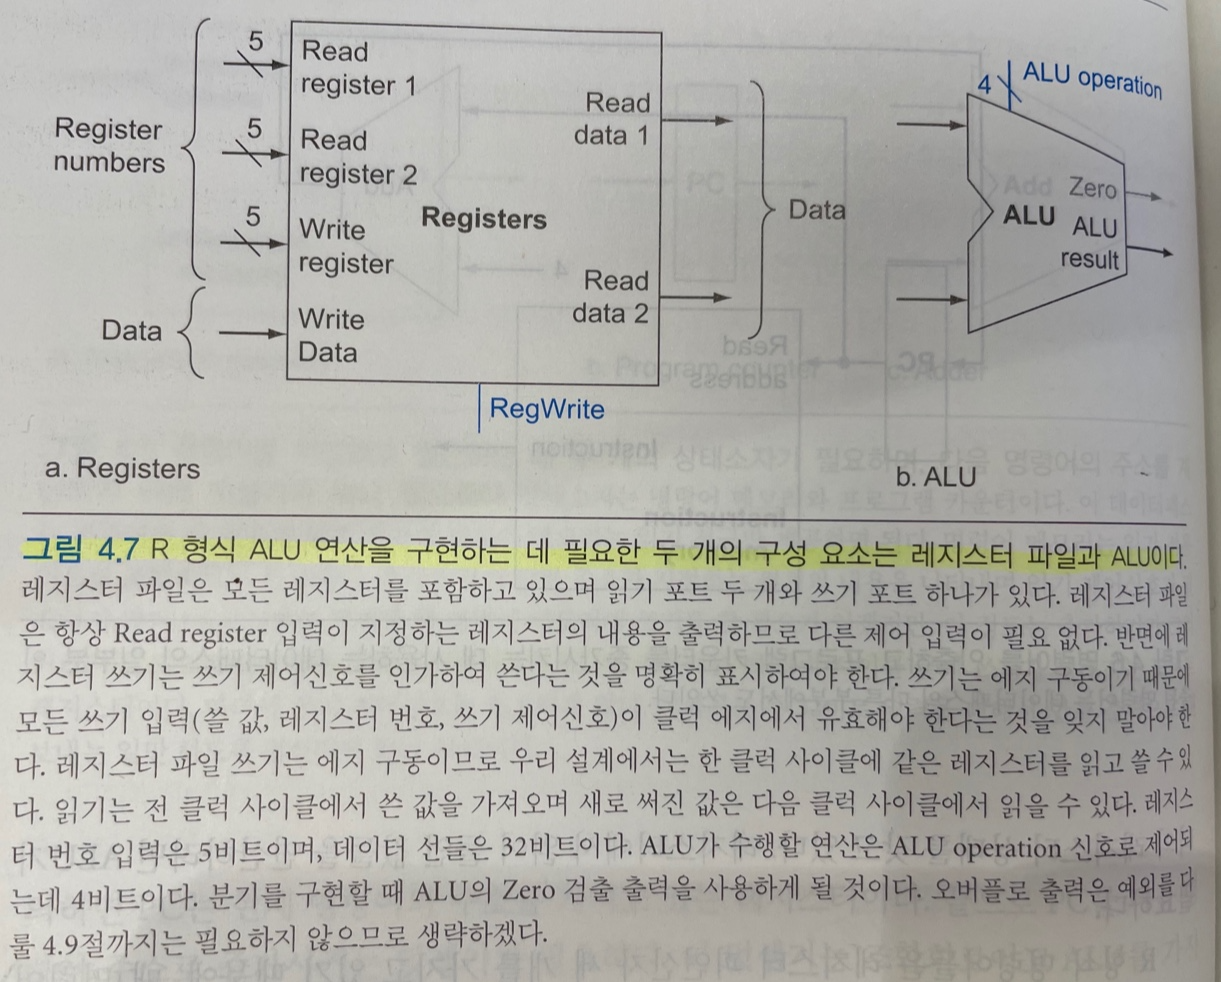 5
Read
register 1
Register
numbers
5
Read
register 2
5
Write
register
Data
Write
Data
Registers
Read
data 1
Read
data 2
Data
RegWrite
4
ALU operation
Zero
ALU
ALU
result
a. Registers
b. ALU
그림 4.7 R 형식 ALU 연산을 구현하는 데 필요한 두 개의 구성 요소는 레지스터 파일과 ALU이다.
레지스터 파일은 모든 레지스터를 포함하고 있으며 읽기 포트 두 개와 쓰기 포트 하나가 있다. 레지스터 파일
은 항상 Read register 입력이 지정하는 레지스터의 내용을 출력하므로 다른 제어 입력이 필요 없다. 반면에 레
지스터 쓰기는 쓰기 제어신호를 인가하여 쓴다는 것을 명확히 표시하여야 한다. 쓰기는 에지 구동이기 때문에
모든 쓰기 입력(쓸 값, 레지스터 번호, 쓰기 제어신호)이 클럭 에지에서 유효해야 한다는 것을 잊지 말아야 한
다. 레지스터 파일 쓰기는 에지 구동이므로 우리 설계에서는 한 클럭 사이클에 같은 레지스터를 읽고 쓸 수 있
다. 읽기는 전 클럭 사이클에서 쓴 값을 가져오며 새로 써진 값은 다음 클럭 사이클에서 읽을 수 있다. 레지스
터 번호 입력은 5비트이며, 데이터 선들은 32비트이다. ALU가 수행할 연산은 ALU operation 신호로 제어되
는데 4비트이다. 분기를 구현할 때 ALU의 Zero 검출 출력을 사용하게 될 것이다. 오버플로 출력은 예외를 다
룰 4.9절까지는 필요하지 않으므로 생략하겠다.